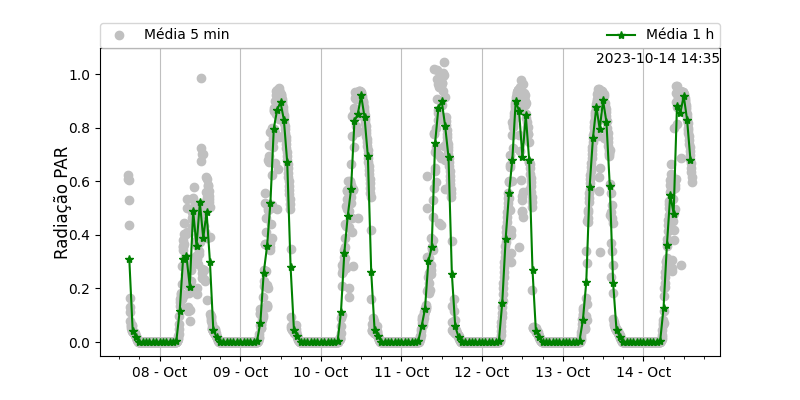 Média 5 min
Média 1 h
2023-10-14 14:35
Radiação PAR
1.0
0.8
0.6
0.4
0.2
0.0
08 - Oct
09 - Oct
10 - Oct
11 - Oct
12 - Oct
13 - Oct
14 - Oct